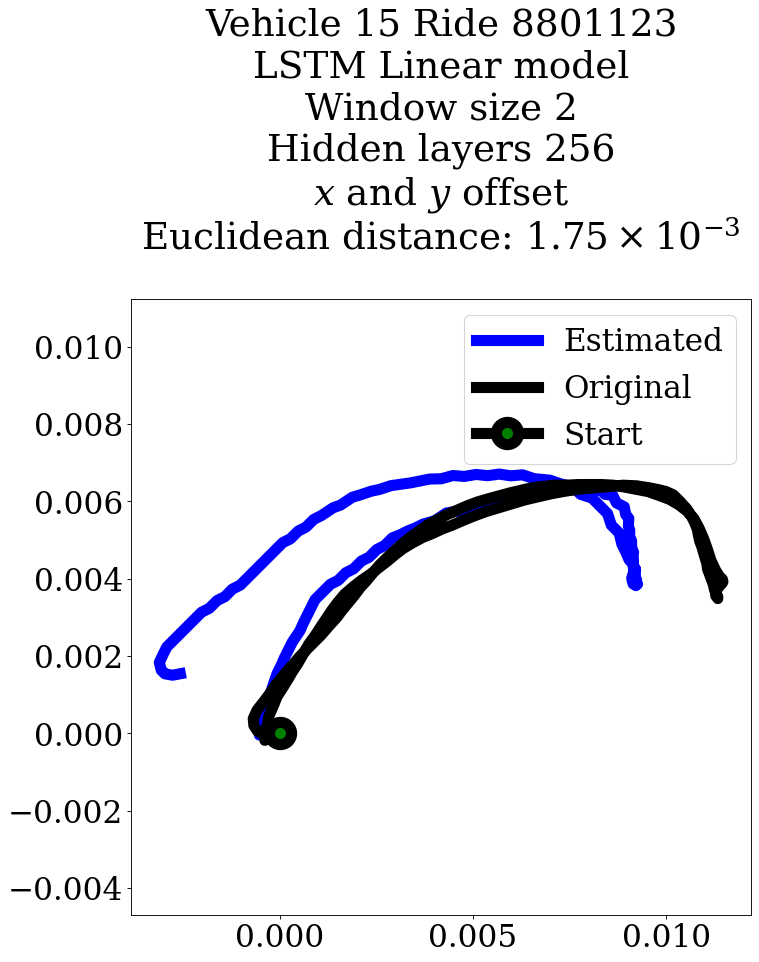 Vehicle 15 Ride 8801123
LSTM Linear model
Window size 2
Hidden layers 256
x and y offset
Euclidean distance: 1.75 × 10⁻³
Estimated
Original
Start
0.010
0.008
0.006
0.004
0.002
0.000
−0.002
−0.004
0.000 0.005 0.010